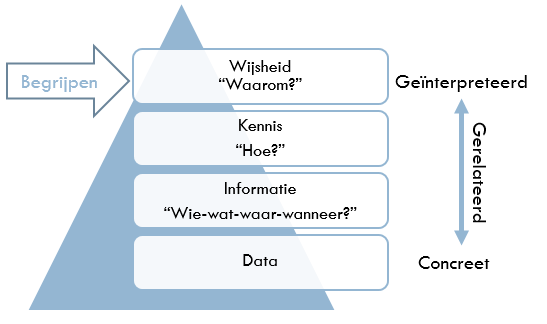 Begrijpen
Wijsheid
“Waarom?”
Kennis
“Hoe?”
Informatie
“Wie-wat-waar-wanneer?”
Data
Geïnterpreteerd
Gerelateerd
Concreet